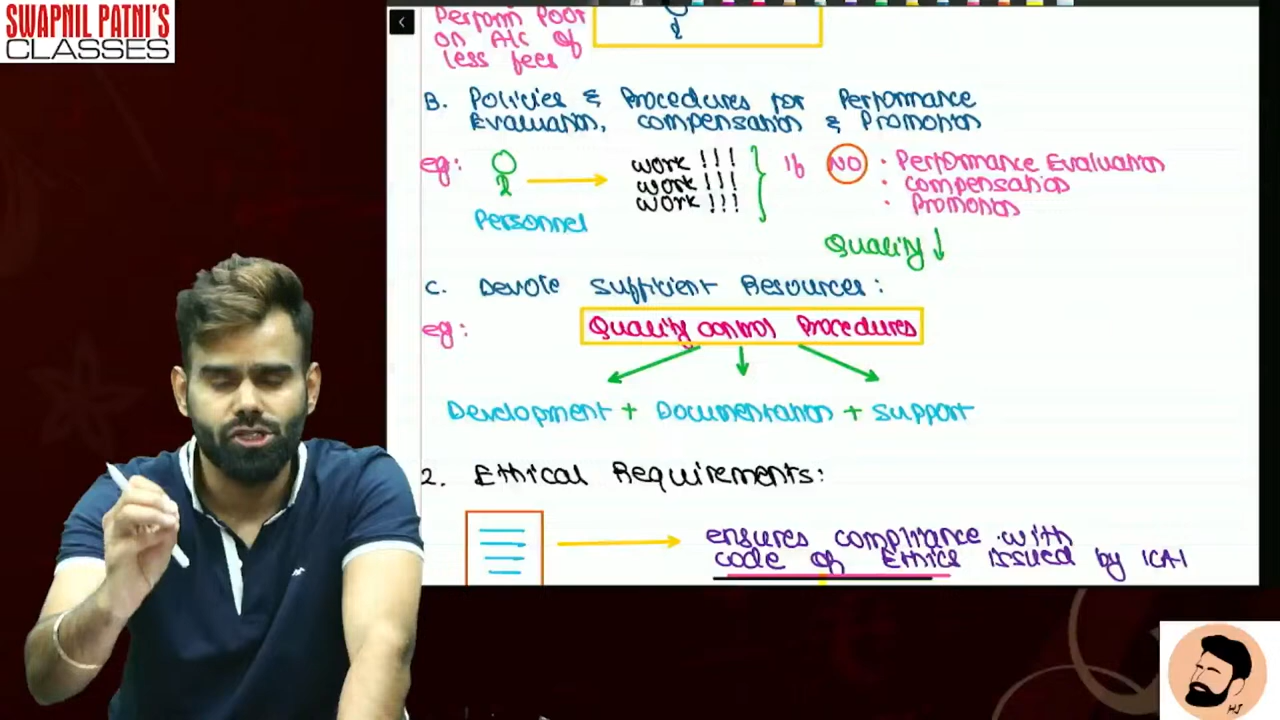 SWAPNIL PATNI'S
CLASSES
Perform Poor
on A/c of
less fees
B. Policies & Procedures for Performance
Evaluation, compensation & Promotion
eg:
work !!!
work !!!
work !!!
Personnel
If NO · Performance Evaluation
· compensation
· Promotion
Quality ↓
C. Devote Sufficient Resources:
eg: Quality control Procedures
Development + Documentation + Support
2. Ethical Requirements:
ensures compliance with
code of Ethics issued by ICAI
HS